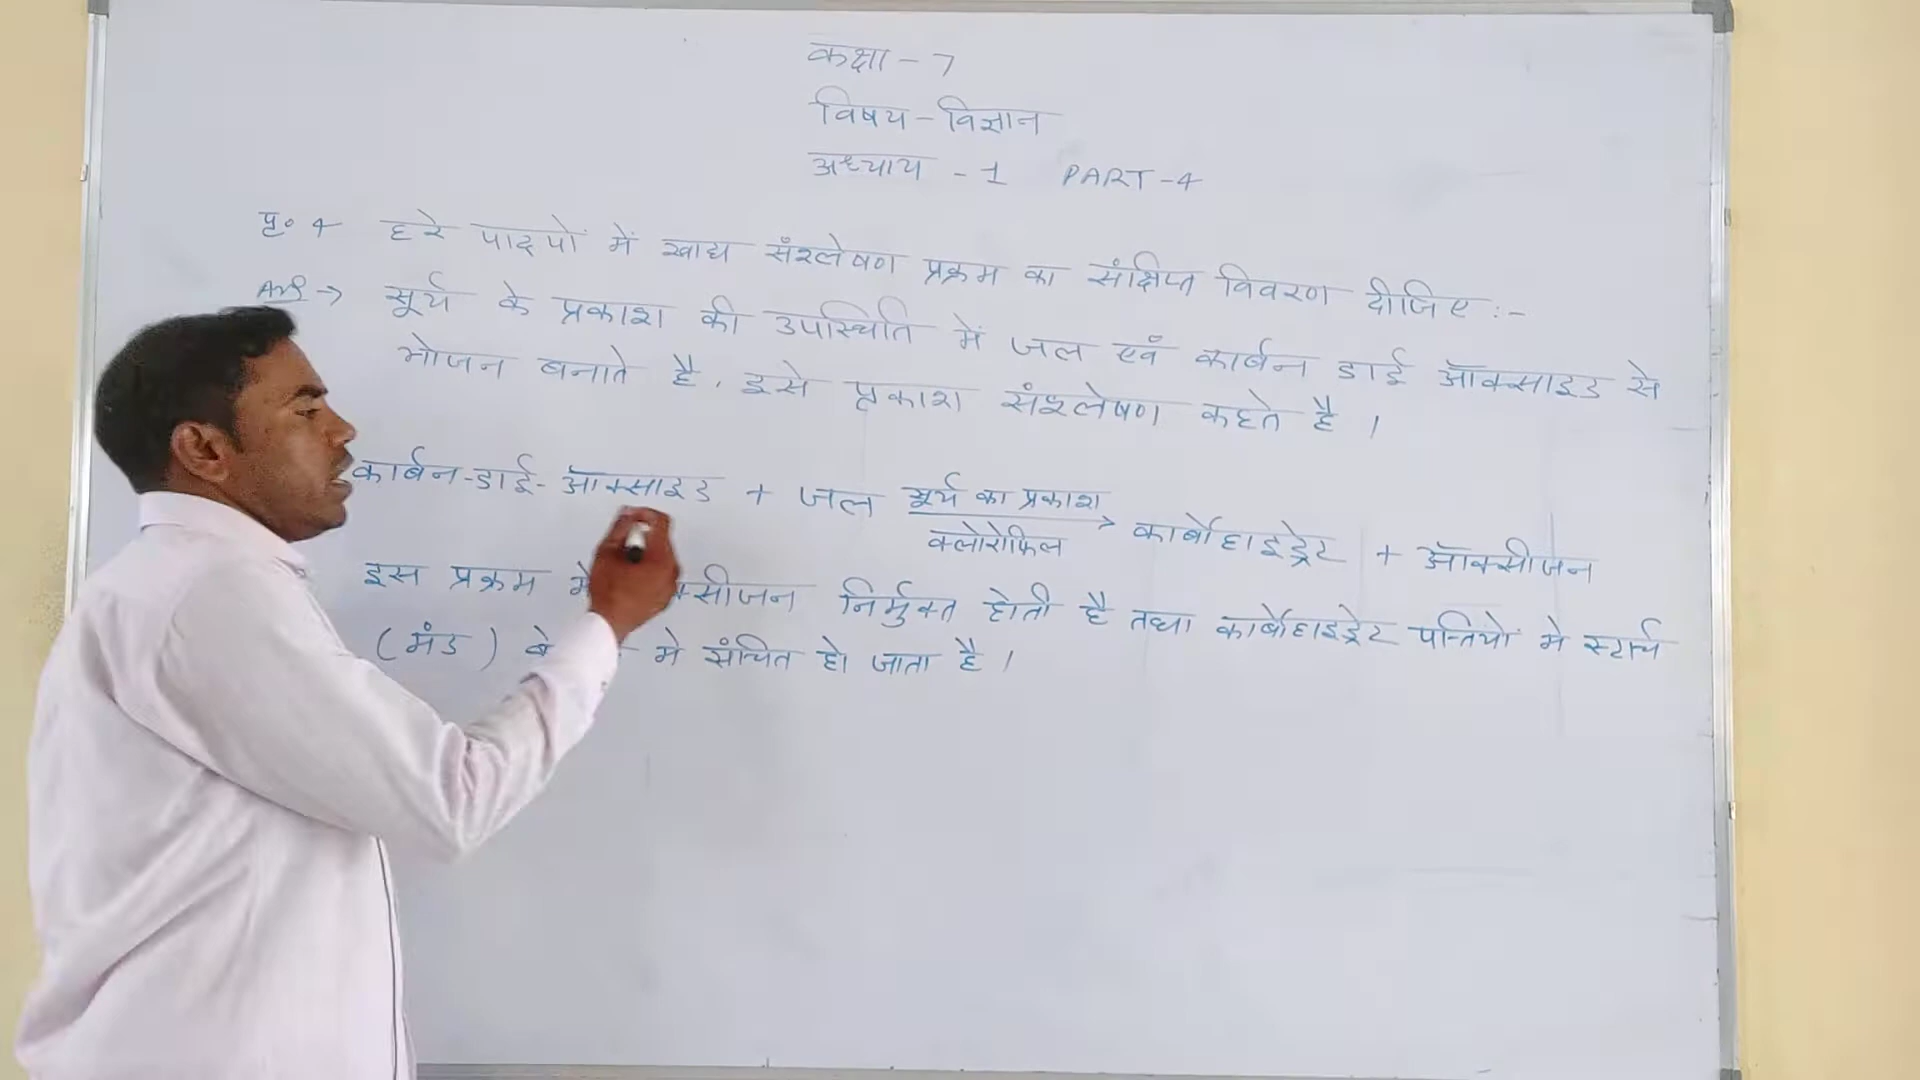 कक्षा - 7
विषय - विज्ञान
अध्याय - 1 PART - 4
प्र॰ 4 हरे पादपों में खाद्य संश्लेषण प्रक्रम का संक्षिप्त विवरण दीजिए :-
Ans → सूर्य के प्रकाश की उपस्थिति में जल एवं कार्बन डाई ऑक्साइड से
भोजन बनाते है, इसे प्रकाश संश्लेषण कहते है ।
कार्बन-डाई-ऑक्साइड + जल सूर्य का प्रकाश → कार्बोहाइड्रेट + ऑक्सीजन
क्लोरोफिल
इस प्रक्रम मे निर्मुक्त होती है तथा कार्बोहाइड्रेट पत्तियों मे स्टार्च
(मंड) मे संचित हो जाता है ।